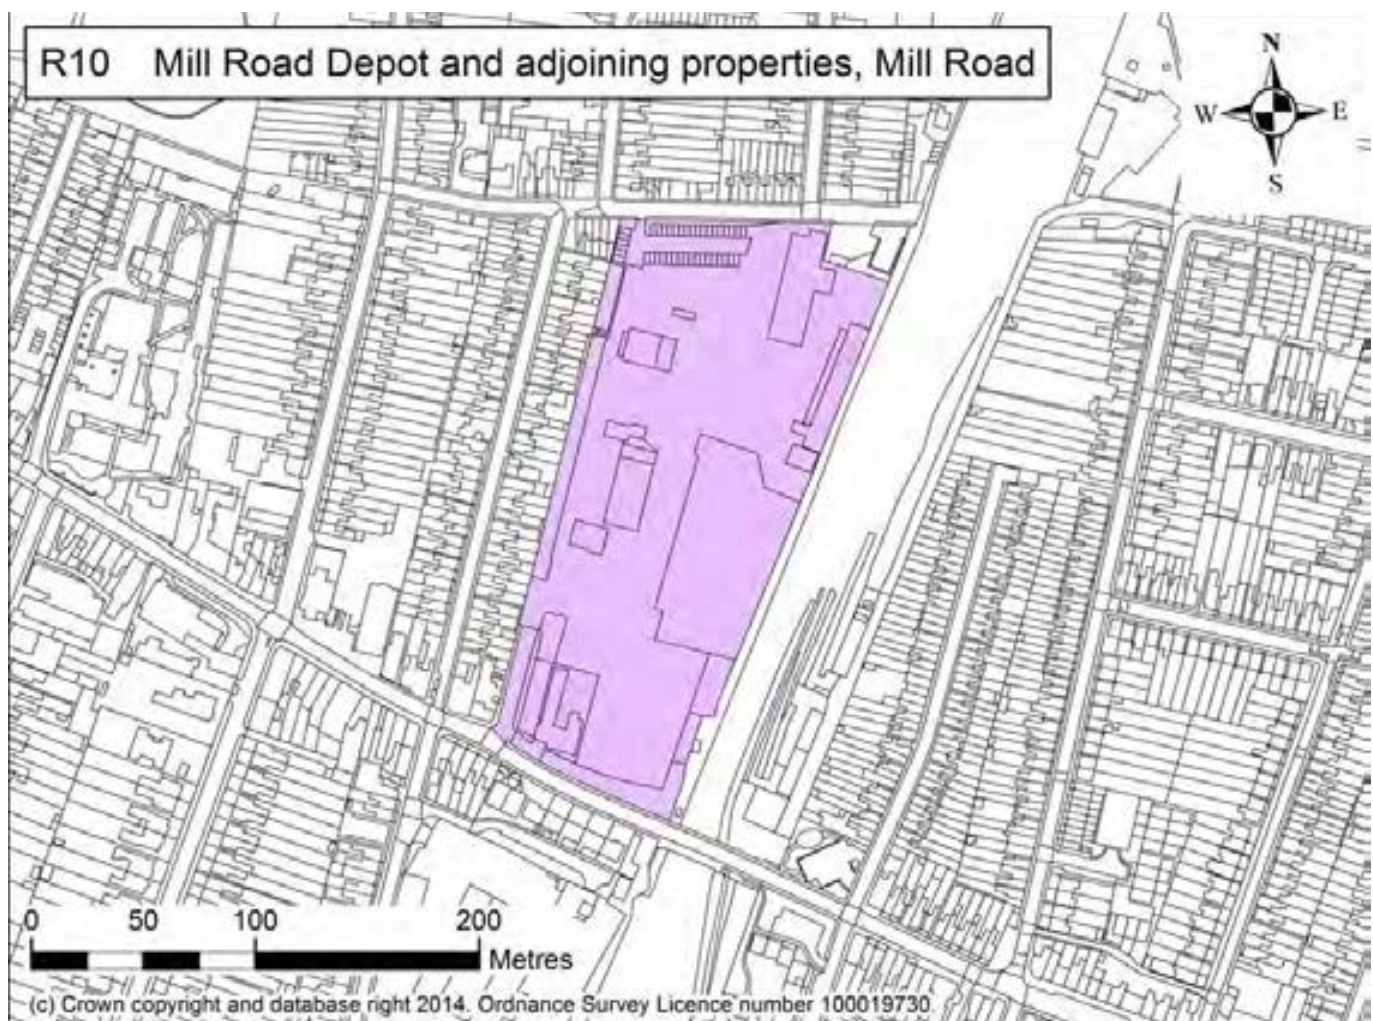 R10 Mill Road Depot and adjoining properties, Mill Road
N
W E
S
0 50 100 200
Metres
(c) Crown copyright and database right 2014. Ordnance Survey Licence number 100019730.